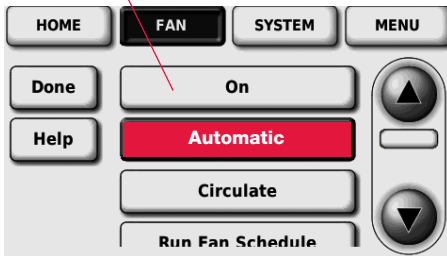 HOME FAN SYSTEM MENU
Done On
Help Automatic
Circulate
Run Fan Schedule